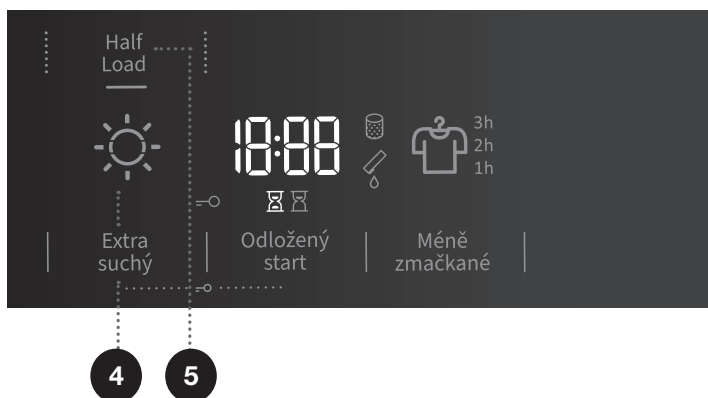 Half
Load
18:88
3h
2h
1h
Extra
suchý
Odložený
start
Méně
zmačkané
4
5